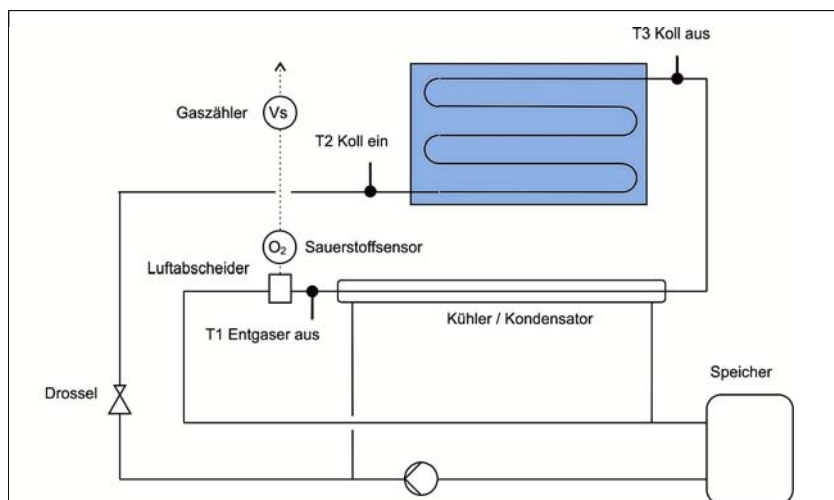 T3 Koll aus
Gaszähler
Vs
T2 Koll ein
O₂
Sauerstoffsensor
Luftabscheider
T1 Entgaser aus
Kühler / Kondensator
Drossel
Speicher